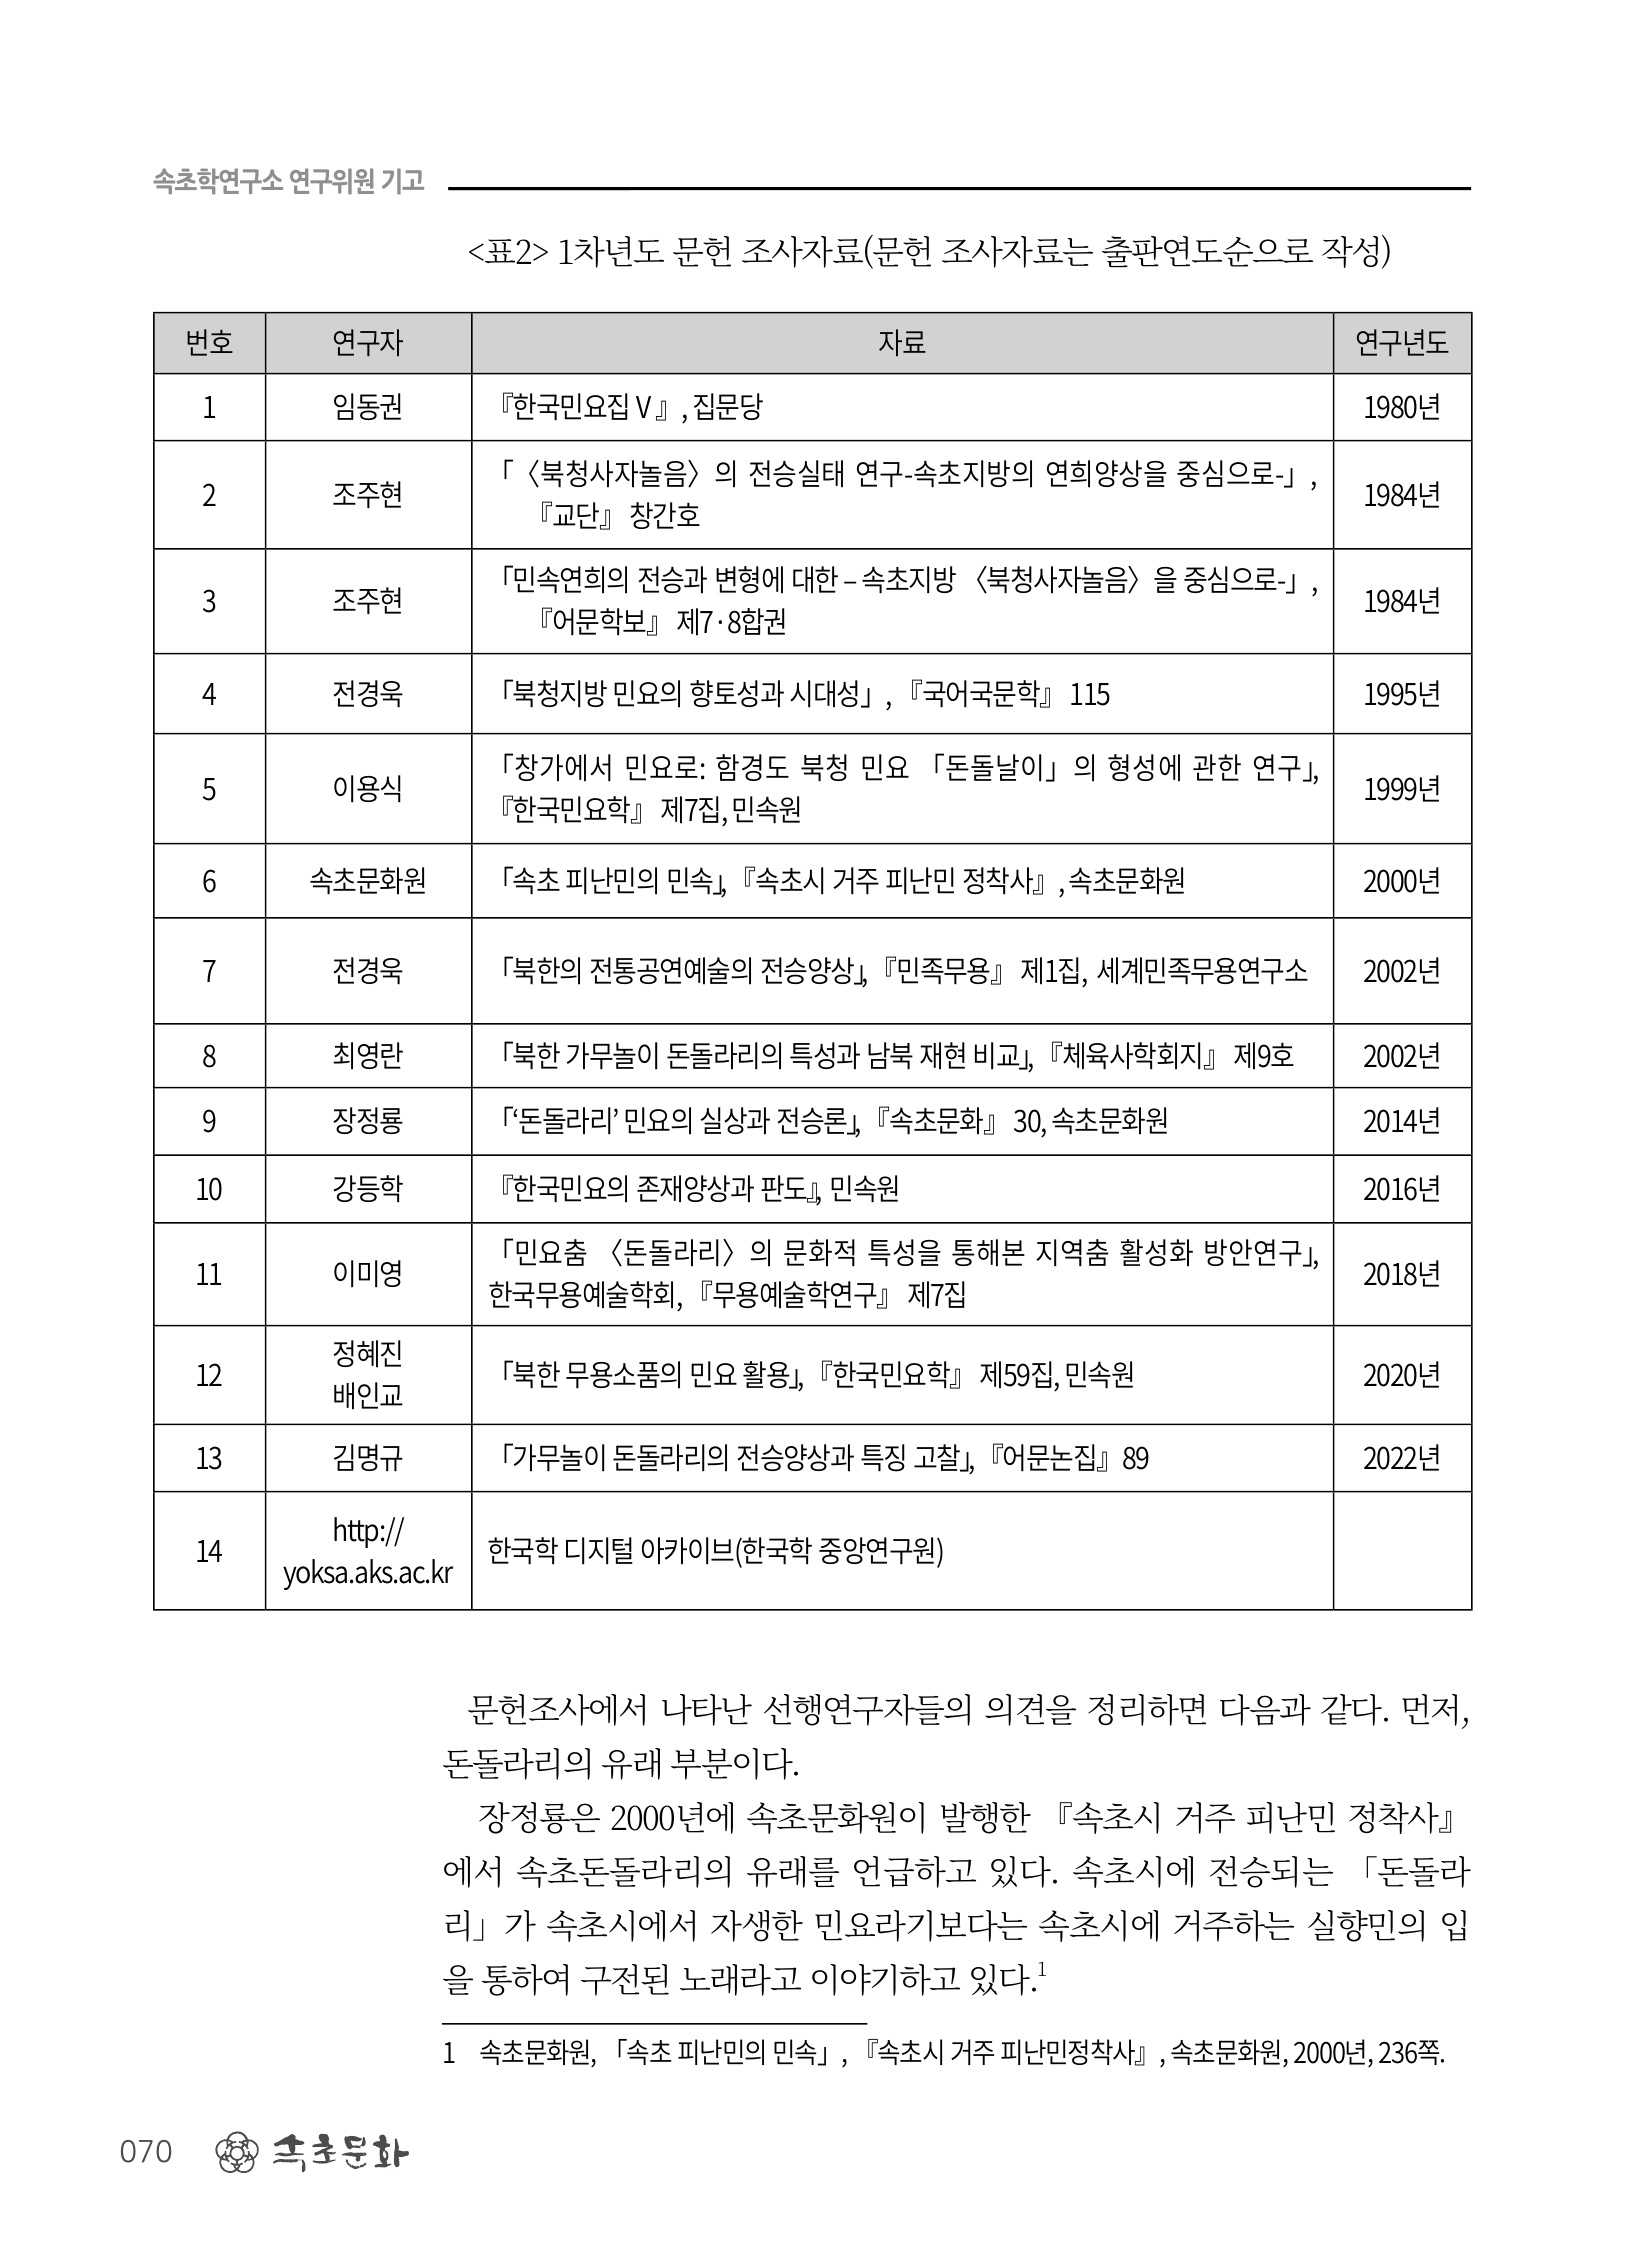 속초학연구소 연구위원 기고
<표2> 1차년도 문헌 조사자료(문헌 조사자료는 출판연도순으로 작성)
번호 연구자 자료 연구년도
1 임동권 『한국민요집 V 』, 집문당 1980년
2 조주현 「〈북청사자놀음〉의 전승실태 연구-속초지방의 연희양상을 중심으로-」,
『교단』 창간호 1984년
3 조주현 「민속연희의 전승과 변형에 대한 – 속초지방 〈북청사자놀음〉을 중심으로-」,
『어문학보』 제7·8합권 1984년
4 전경욱 「북청지방 민요의 향토성과 시대성」, 『국어국문학』 115 1995년
5 이용식 「창가에서 민요로: 함경도 북청 민요 「돈돌날이」의 형성에 관한 연구」,
『한국민요학』 제7집, 민속원 1999년
6 속초문화원 「속초 피난민의 민속」, 『속초시 거주 피난민 정착사』, 속초문화원 2000년
7 전경욱 「북한의 전통공연예술의 전승양상」, 『민족무용』 제1집, 세계민족무용연구소 2002년
8 최영란 「북한 가무놀이 돈돌라리의 특성과 남북 재현 비교」, 『체육사학회지』 제9호 2002년
9 장정룡 「‘돈돌라리’ 민요의 실상과 전승론」, 『속초문화』 30, 속초문화원 2014년
10 강등학 『한국민요의 존재양상과 판도』, 민속원 2016년
11 이미영 「민요춤 〈돈돌라리〉의 문화적 특성을 통해본 지역춤 활성화 방안연구」,
한국무용예술학회, 『무용예술학연구』 제7집 2018년
12 정혜진
배인교 「북한 무용소품의 민요 활용」, 『한국민요학』 제59집, 민속원 2020년
13 김명규 「가무놀이 돈돌라리의 전승양상과 특징 고찰」, 『어문논집』 89 2022년
14 http://
yoksa.aks.ac.kr 한국학 디지털 아카이브(한국학 중앙연구원)
문헌조사에서 나타난 선행연구자들의 의견을 정리하면 다음과 같다. 먼저,
돈돌라리의 유래 부분이다.
장정룡은 2000년에 속초문화원이 발행한 『속초시 거주 피난민 정착사』
에서 속초돈돌라리의 유래를 언급하고 있다. 속초시에 전승되는 「돈돌라
리」가 속초시에서 자생한 민요라기보다는 속초시에 거주하는 실향민의 입
을 통하여 구전된 노래라고 이야기하고 있다.1
1 속초문화원, 「속초 피난민의 민속」, 『속초시 거주 피난민정착사』, 속초문화원, 2000년, 236쪽.
070 속초문화